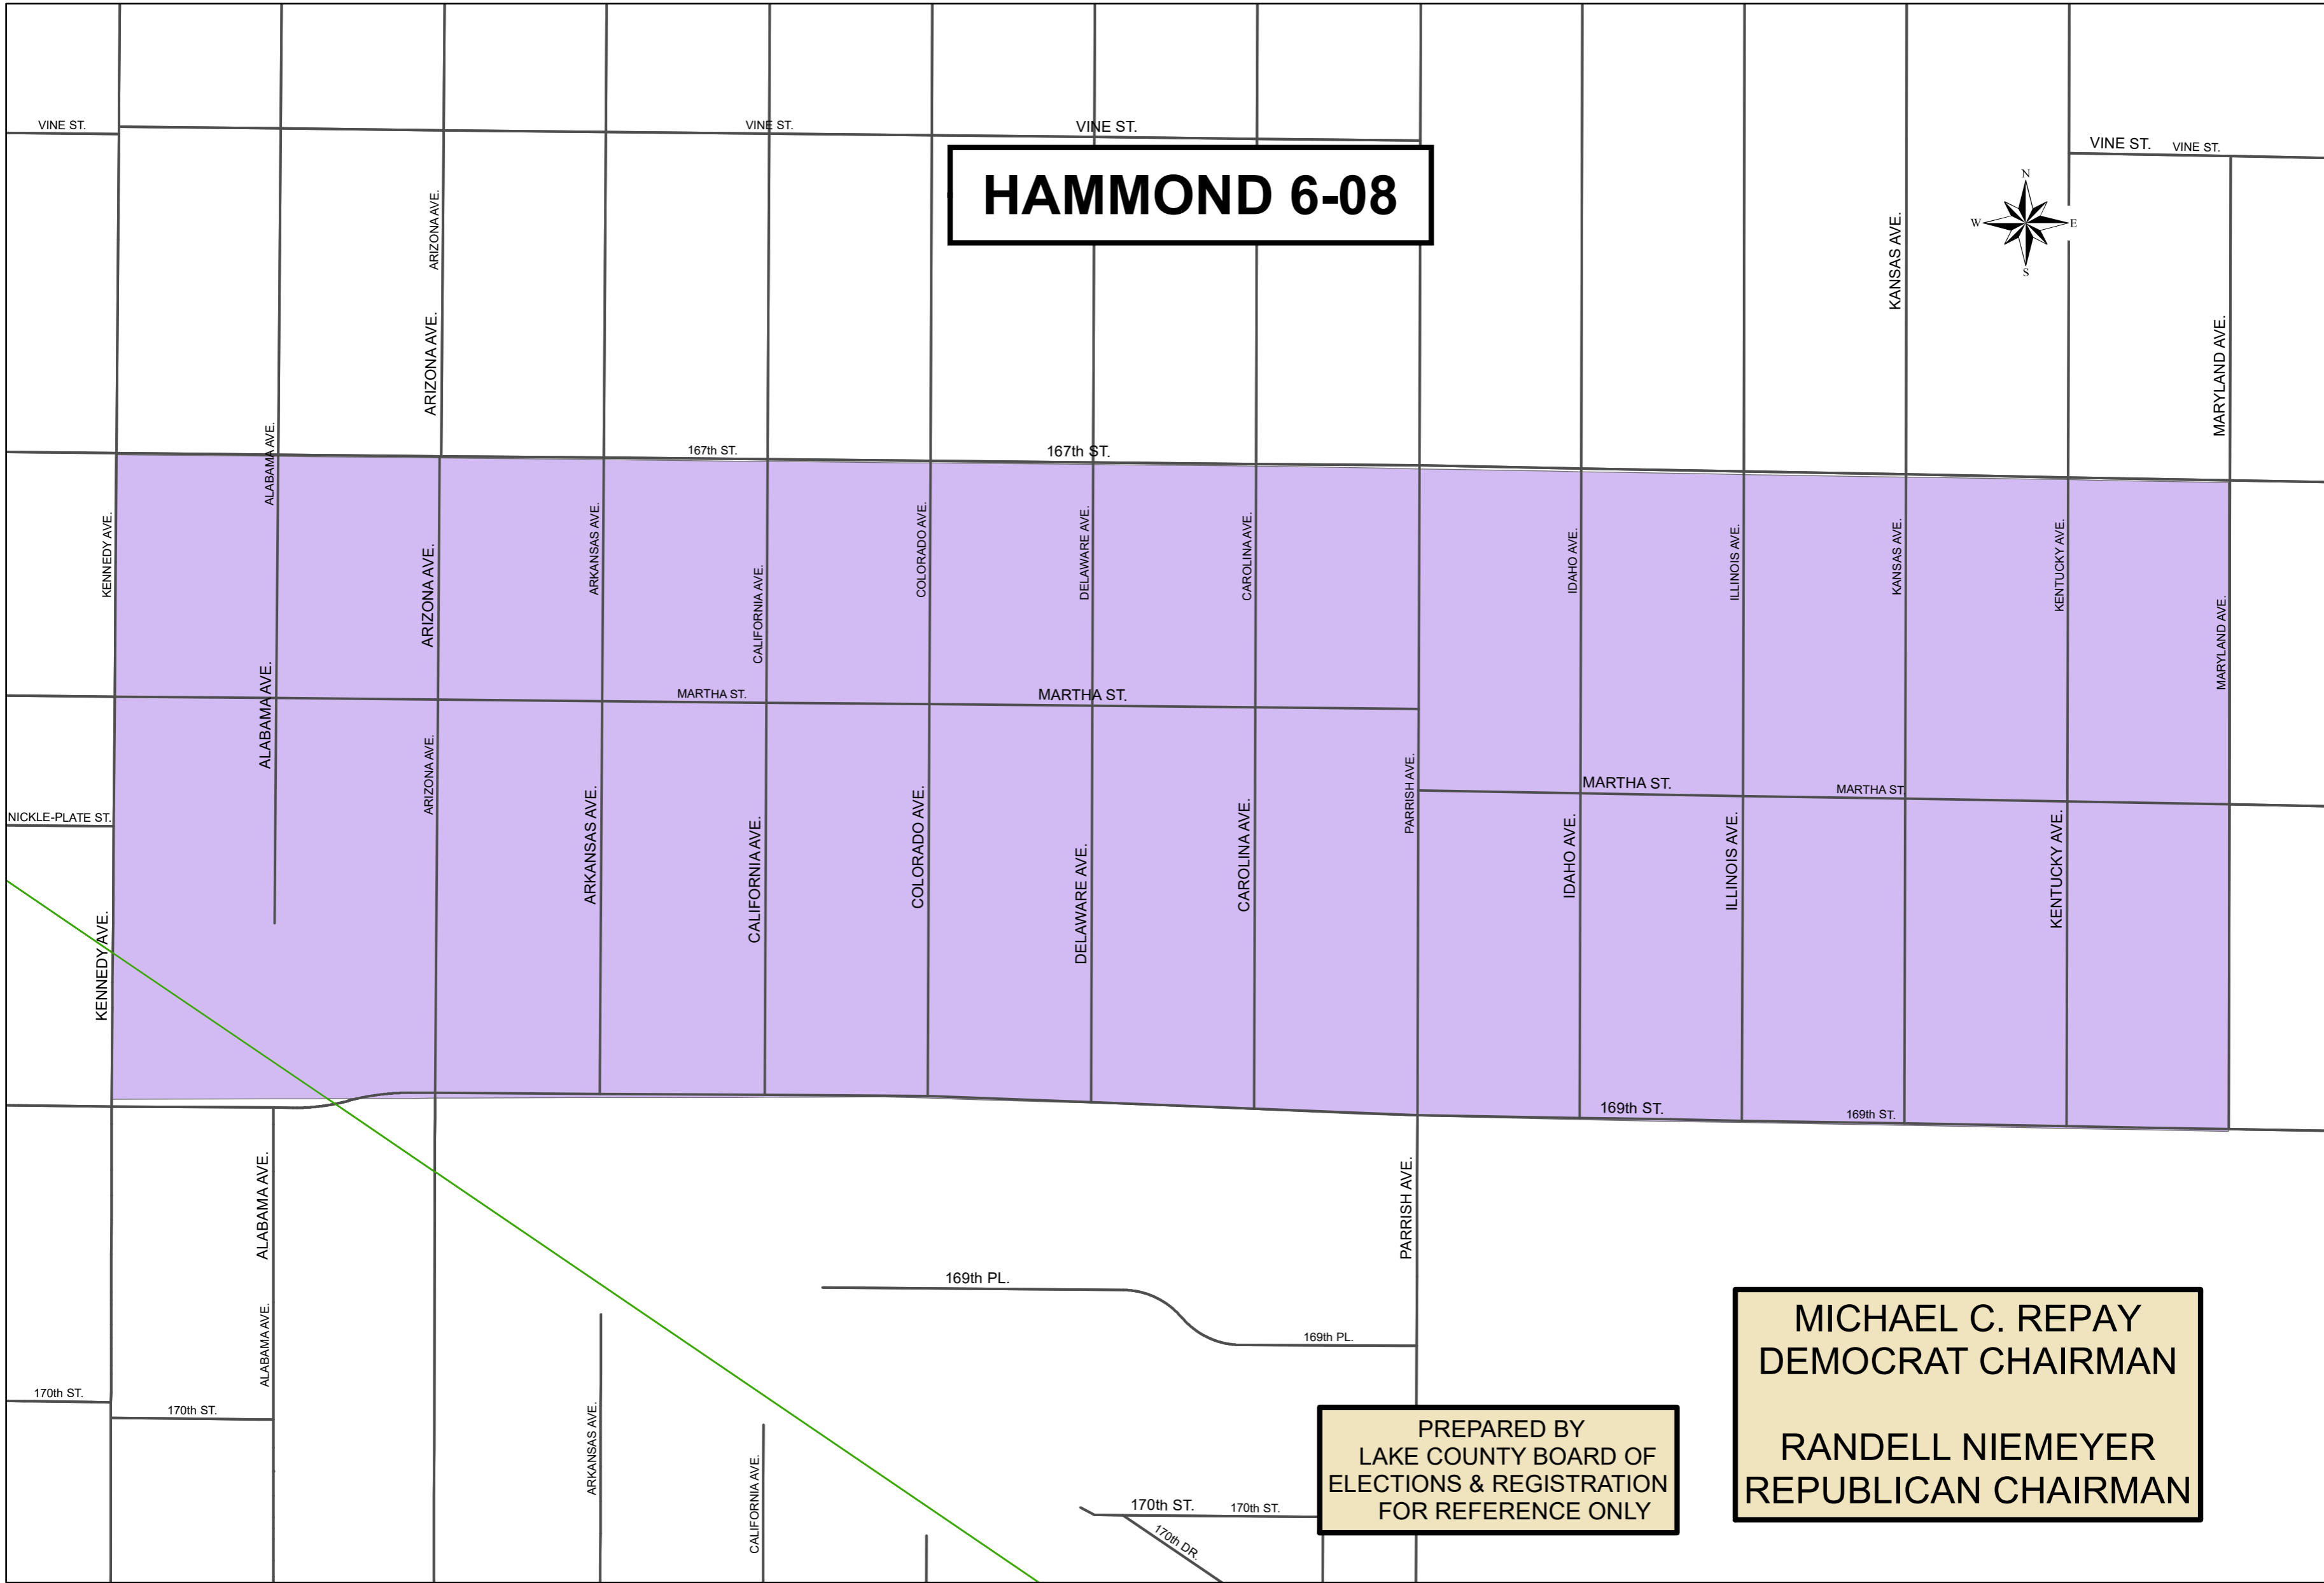 VINE ST.
VINE ST.
VINE ST.
VINE ST.
VINE ST.
HAMMOND 6-08
N
W
E
S
ARIZONA AVE.
KANSAS AVE.
ARIZONA AVE.
MARYLAND AVE.
ALABAMA AVE.
167th ST.
167th ST.
KENNEDY AVE.
ARIZONA AVE.
ARKANSAS AVE.
CALIFORNIA AVE.
COLORADO AVE.
DELAWARE AVE.
CAROLINA AVE.
IDAHO AVE.
ILLINOIS AVE.
KANSAS AVE.
KENTUCKY AVE.
MARYLAND AVE.
ALABAMA AVE.
MARTHA ST.
MARTHA ST.
ARIZONA AVE.
PARRISH AVE.
MARTHA ST.
MARTHA ST.
NICKLE-PLATE ST.
KENNEDY AVE.
ARKANSAS AVE.
CALIFORNIA AVE.
COLORADO AVE.
DELAWARE AVE.
CAROLINA AVE.
IDAHO AVE.
ILLINOIS AVE.
KENTUCKY AVE.
169th ST.
169th ST.
ALABAMA AVE.
PARRISH AVE.
169th PL.
169th PL.
ALABAMA AVE.
170th ST.
170th ST.
ARKANSAS AVE.
CALIFORNIA AVE.
170th ST.
170th ST.
170th DR.
PREPARED BY
LAKE COUNTY BOARD OF
ELECTIONS & REGISTRATION
FOR REFERENCE ONLY
MICHAEL C. REPAY
DEMOCRAT CHAIRMAN
RANDELL NIEMEYER
REPUBLICAN CHAIRMAN